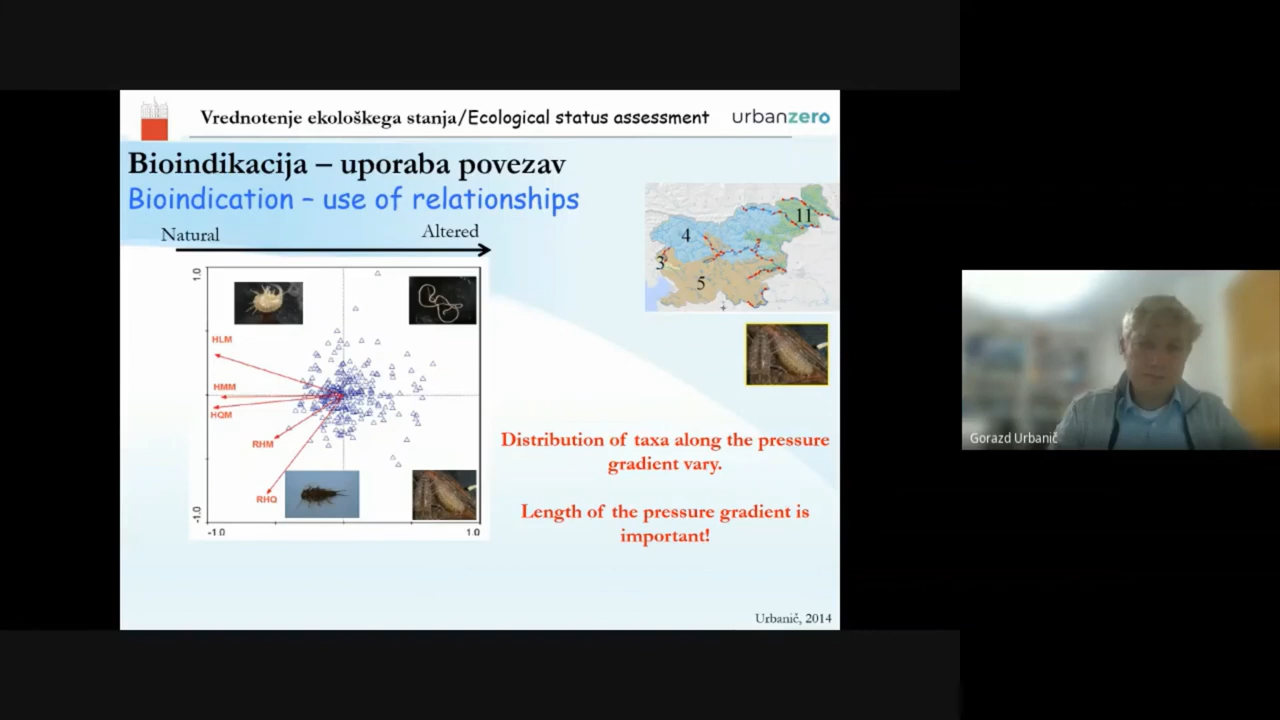 Vrednotenje ekološkega stanja/Ecological status assessment
urbanzero
Bioindikacija – uporaba povezav
Bioindication – use of relationships
Natural
Altered
1.0
HLM
HMM
HQM
RHM
RHQ
-1.0
-1.0
1.0
11
4
3
5
Distribution of taxa along the pressure
gradient vary.
Length of the pressure gradient is
important!
Urbanič, 2014
Gorazd Urbanič